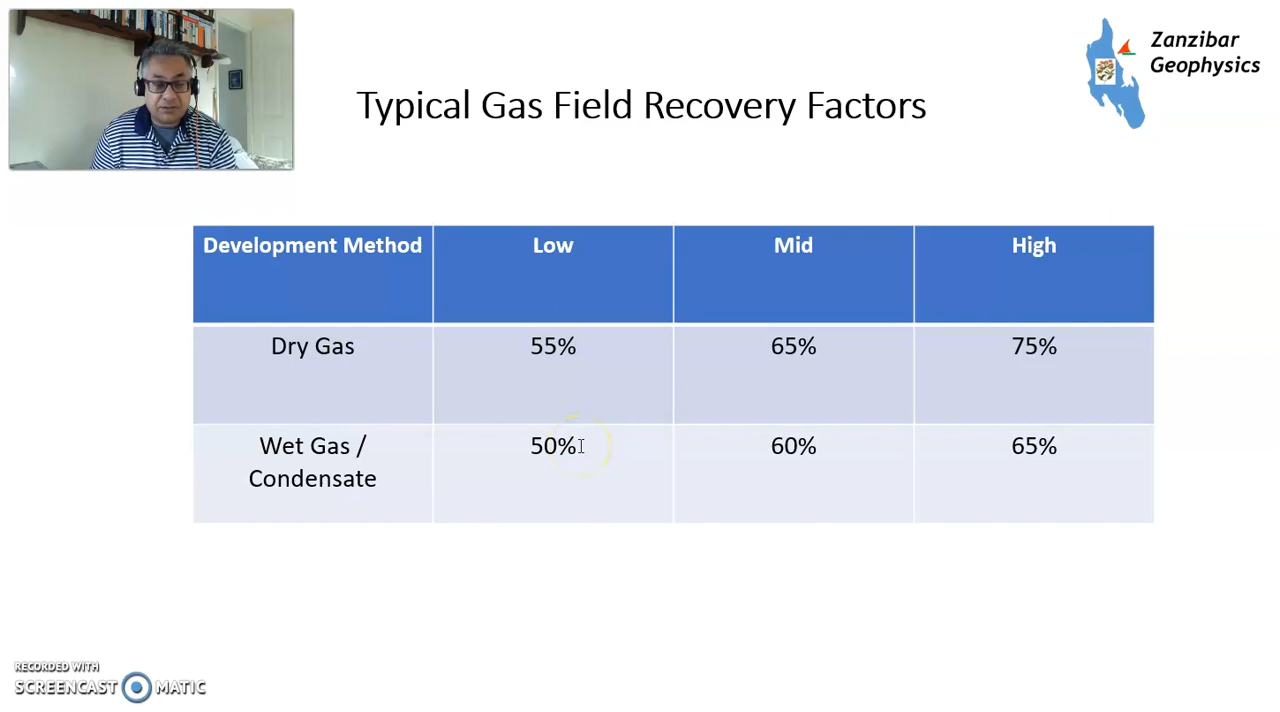 Zanzibar
Geophysics
Typical Gas Field Recovery Factors
Development Method Low Mid High
Dry Gas 55% 65% 75%
Wet Gas / 50% 60% 65%
Condensate
RECORDED WITH
SCREENCAST MATIC